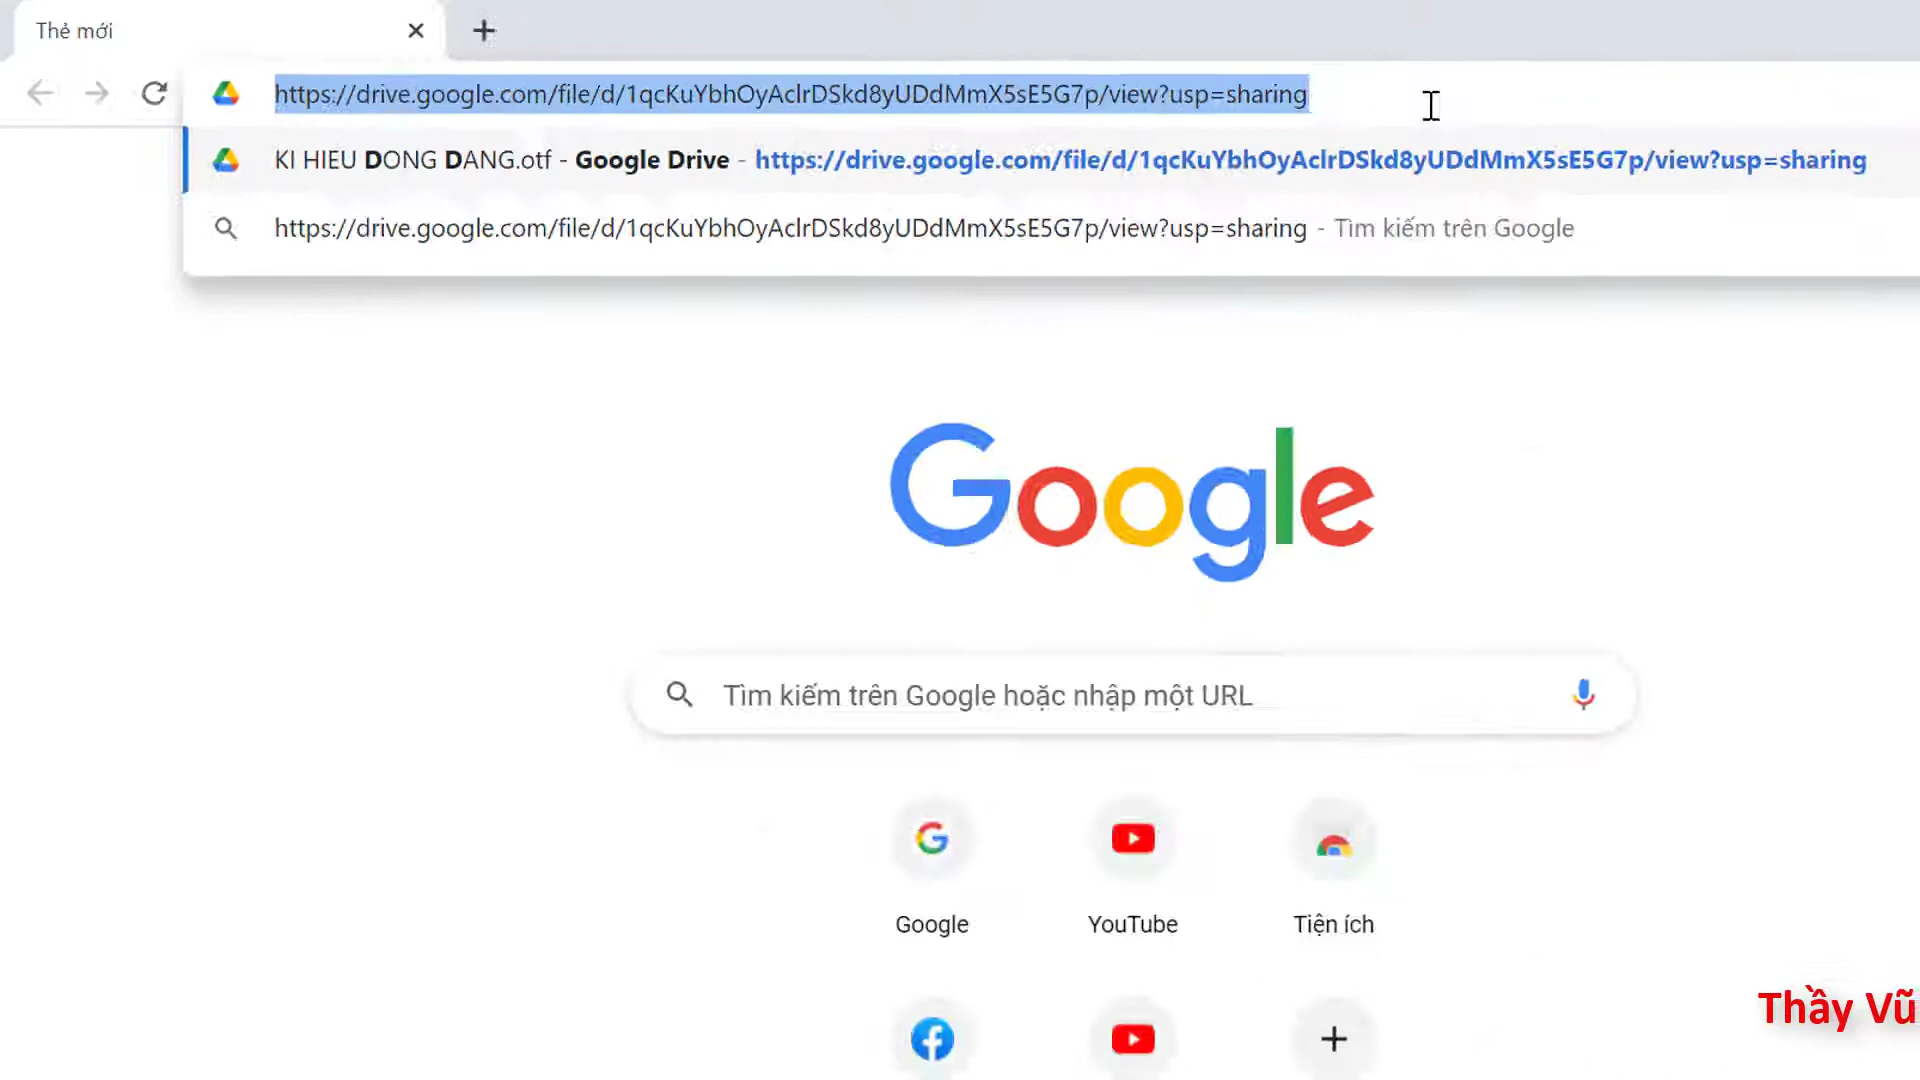 Thẻ mới
https://drive.google.com/file/d/1qcKuYbhOyAclrDSkd8yUDdMmX5sE5G7p/view?usp=sharing
KI HIEU DONG DANG.otf - Google Drive - https://drive.google.com/file/d/1qcKuYbhOyAclrDSkd8yUDdMmX5sE5G7p/view?usp=sharing
https://drive.google.com/file/d/1qcKuYbhOyAclrDSkd8yUDdMmX5sE5G7p/view?usp=sharing - Tìm kiếm trên Google
Google
Tìm kiếm trên Google hoặc nhập một URL
Google YouTube Tiện ích
Thầy Vũ